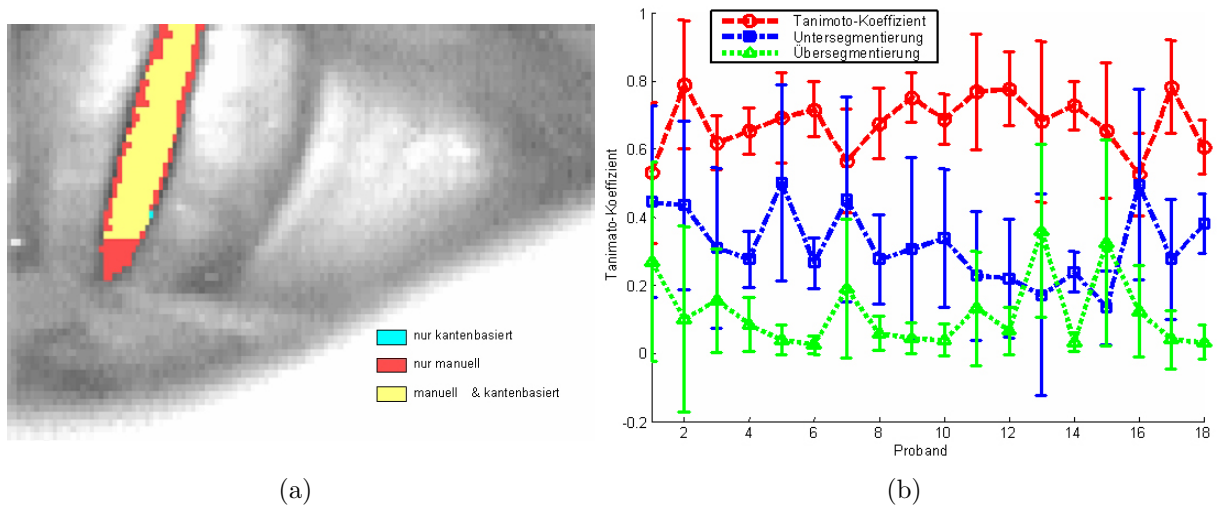 nur kantenbasiert
nur manuell
manuell & kantenbasiert
(a)
Tanimoto-Koeffizient
Untersegmentierung
Übersegmentierung
Tanimato-Koeffizient
1
0.8
0.6
0.4
0.2
0
-0.2
2 4 6 8 10 12 14 16 18
Proband
(b)